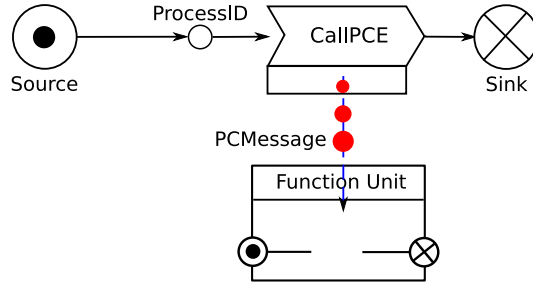 ProcessID
CallPCE
Source
Sink
PCMessage
Function Unit